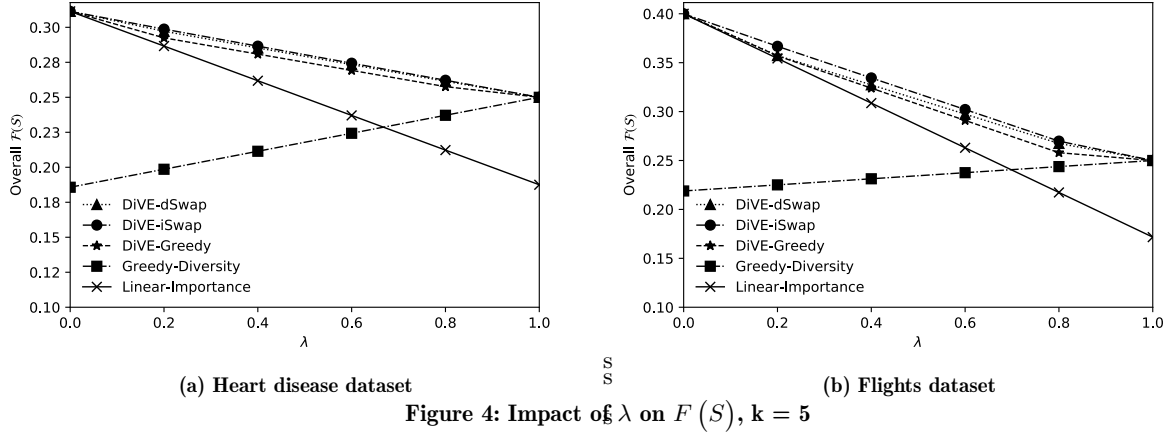 0.30
0.28
0.25
0.23
0.20
0.18
0.15
0.12
0.10
Overall F(S)
DiVE-dSwap
DiVE-iSwap
DiVE-Greedy
Greedy-Diversity
Linear-Importance
0.0 0.2 0.4 0.6 0.8 1.0
λ
(a) Heart disease dataset
0.40
0.35
0.30
0.25
0.20
0.15
0.10
Overall F(S)
DiVE-dSwap
DiVE-iSwap
DiVE-Greedy
Greedy-Diversity
Linear-Importance
0.0 0.2 0.4 0.6 0.8 1.0
λ
(b) Flights dataset
s
s
s
Figure 4: Impact of λ on F (S), k = 5